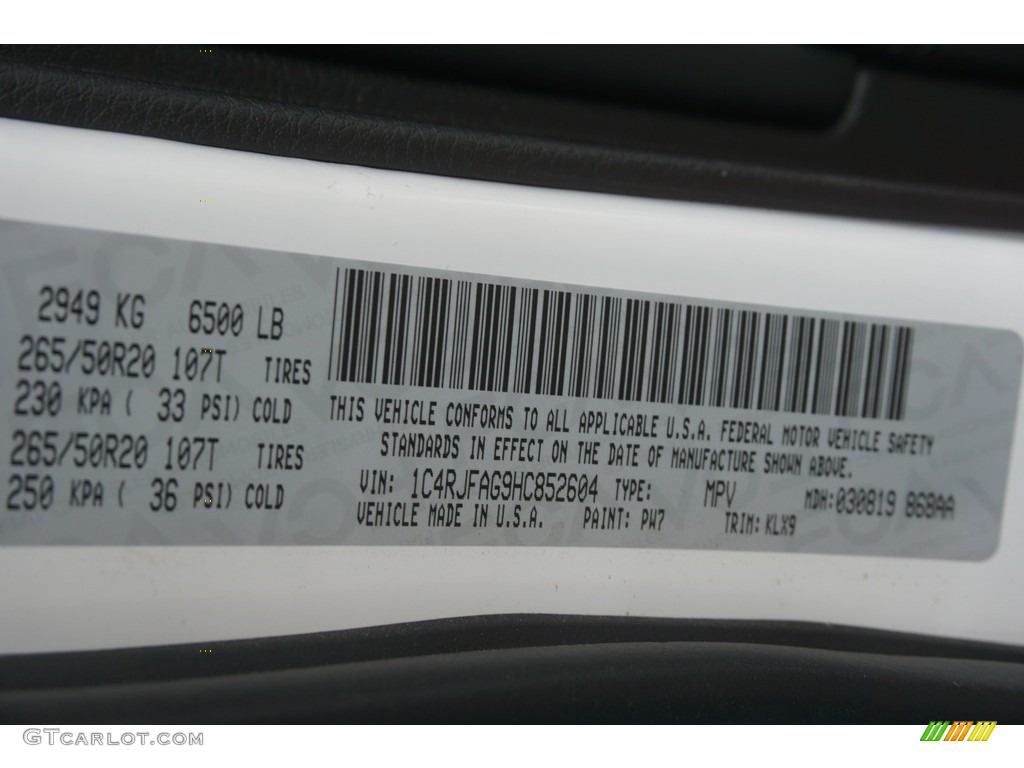 2949 KG 6500 LB
265/50R20 107T TIRES
230 KPA ( 33 PSI) COLD
265/50R20 107T TIRES
250 KPA ( 36 PSI) COLD
THIS VEHICLE CONFORMS TO ALL APPLICABLE U.S.A. FEDERAL MOTOR VEHICLE SAFETY
STANDARDS IN EFFECT ON THE DATE OF MANUFACTURE SHOWN ABOVE.
VIN: 1C4RJFAG9HC852604 TYPE: MPV MDH:030819 868AA
VEHICLE MADE IN U.S.A. PAINT: PW7 TRIM: KLX9
GTCarlot.com